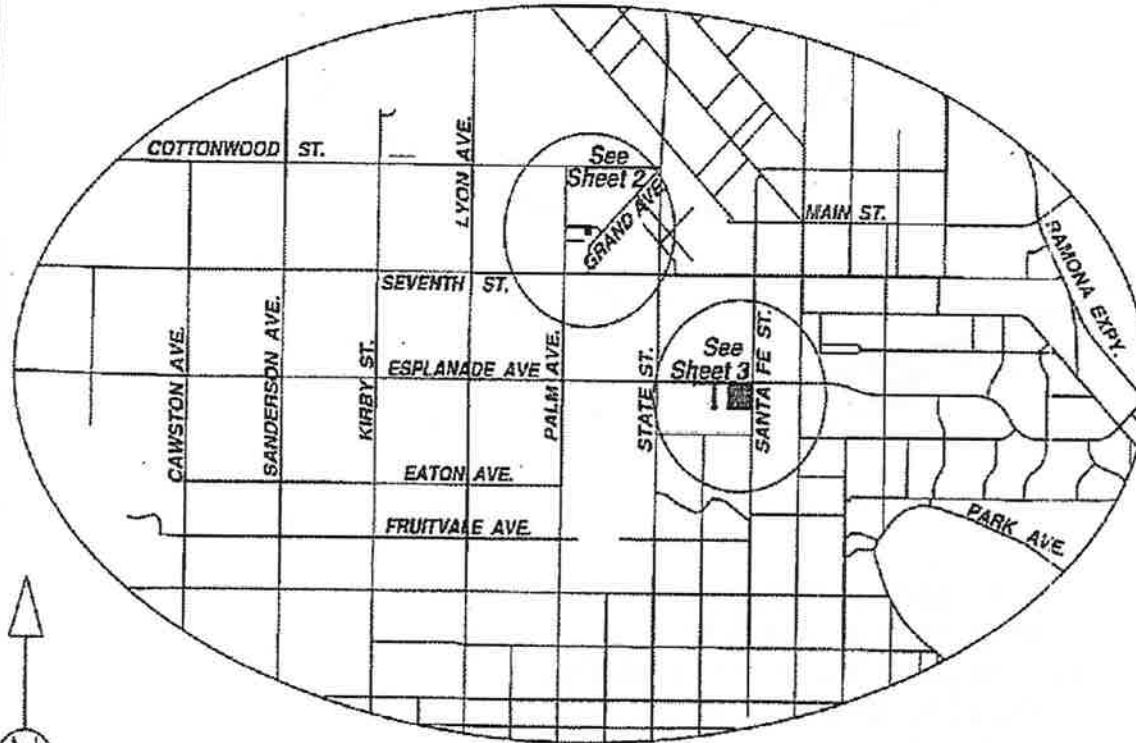 COTTONWOOD ST.
LYON AVE.
See
Sheet 2
GRAND AVE.
MAIN ST.
RAMONA EXPY.
SEVENTH ST.
CAWSTON AVE.
SANDERSON AVE.
KIRBY ST.
ESPLANADE AVE
PALM AVE.
STATE ST.
See
Sheet 3
SANTA FE ST.
EATON AVE.
FRUITVALE AVE.
PARK AVE.
N